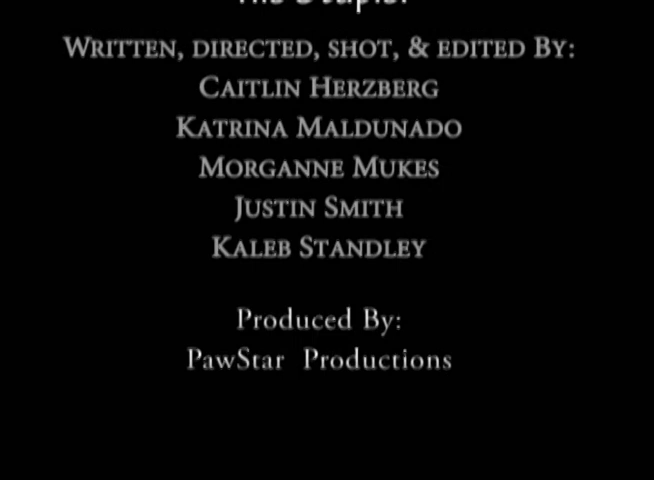 WRITTEN, DIRECTED, SHOT, & EDITED BY:
CAITLIN HERZBERG
KATRINA MALDUNADO
MORGANNE MUKES
JUSTIN SMITH
KALEB STANDLEY
Produced By:
PawStar Productions